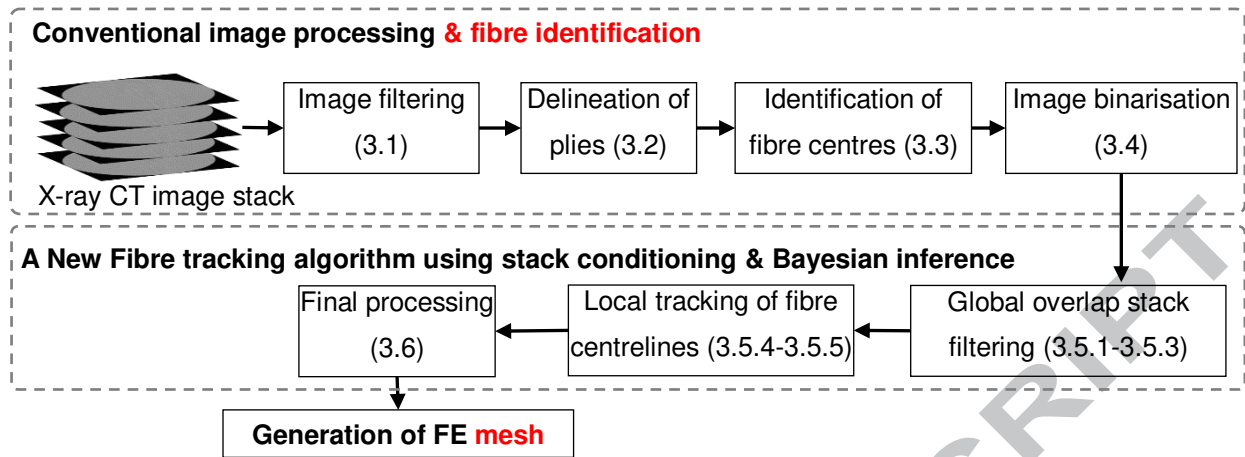 Conventional image processing & fibre identification
Image filtering
(3.1)
Delineation of
plies (3.2)
Identification of
fibre centres (3.3)
Image binarisation
(3.4)
X-ray CT image stack
A New Fibre tracking algorithm using stack conditioning & Bayesian inference
Final processing
(3.6)
Local tracking of fibre
centrelines (3.5.4-3.5.5)
Global overlap stack
filtering (3.5.1-3.5.3)
Generation of FE mesh
SCRIPT